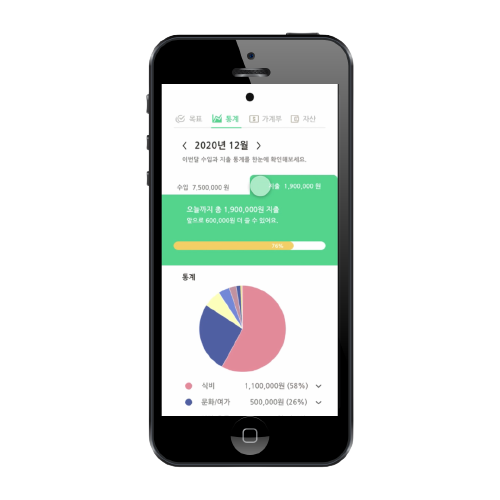 목표 통계 가계부 자산
2020년 12월
이번달 수입과 지출 통계를 한눈에 확인해보세요.
수입 7,500,000 원 지출 1,900,000 원
오늘까지 총 1,900,000원 지출
앞으로 600,000원 더 쓸 수 있어요.
76%
통계
식비 1,100,000원 (58%)
문화/여가 500,000원 (26%)